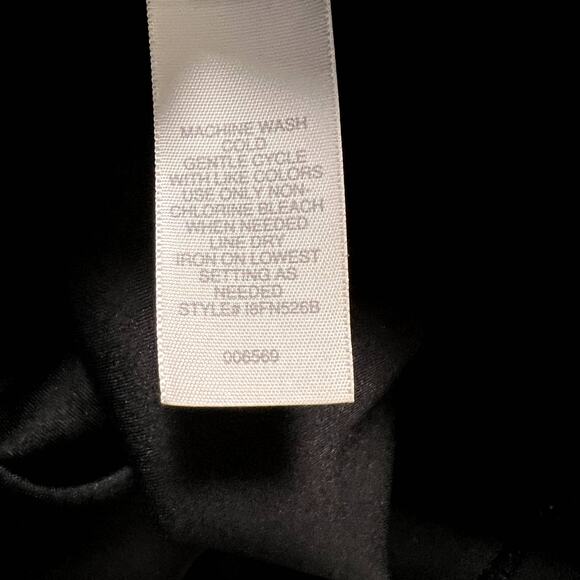 MACHINE WASH
COLD
GENTLE CYCLE
WITH LIKE COLORS
USE ONLY NON-
CHLORINE BLEACH
WHEN NEEDED
LINE DRY
IRON ON LOWEST
SETTING AS
NEEDED
STYLE# I6FN526B
006569